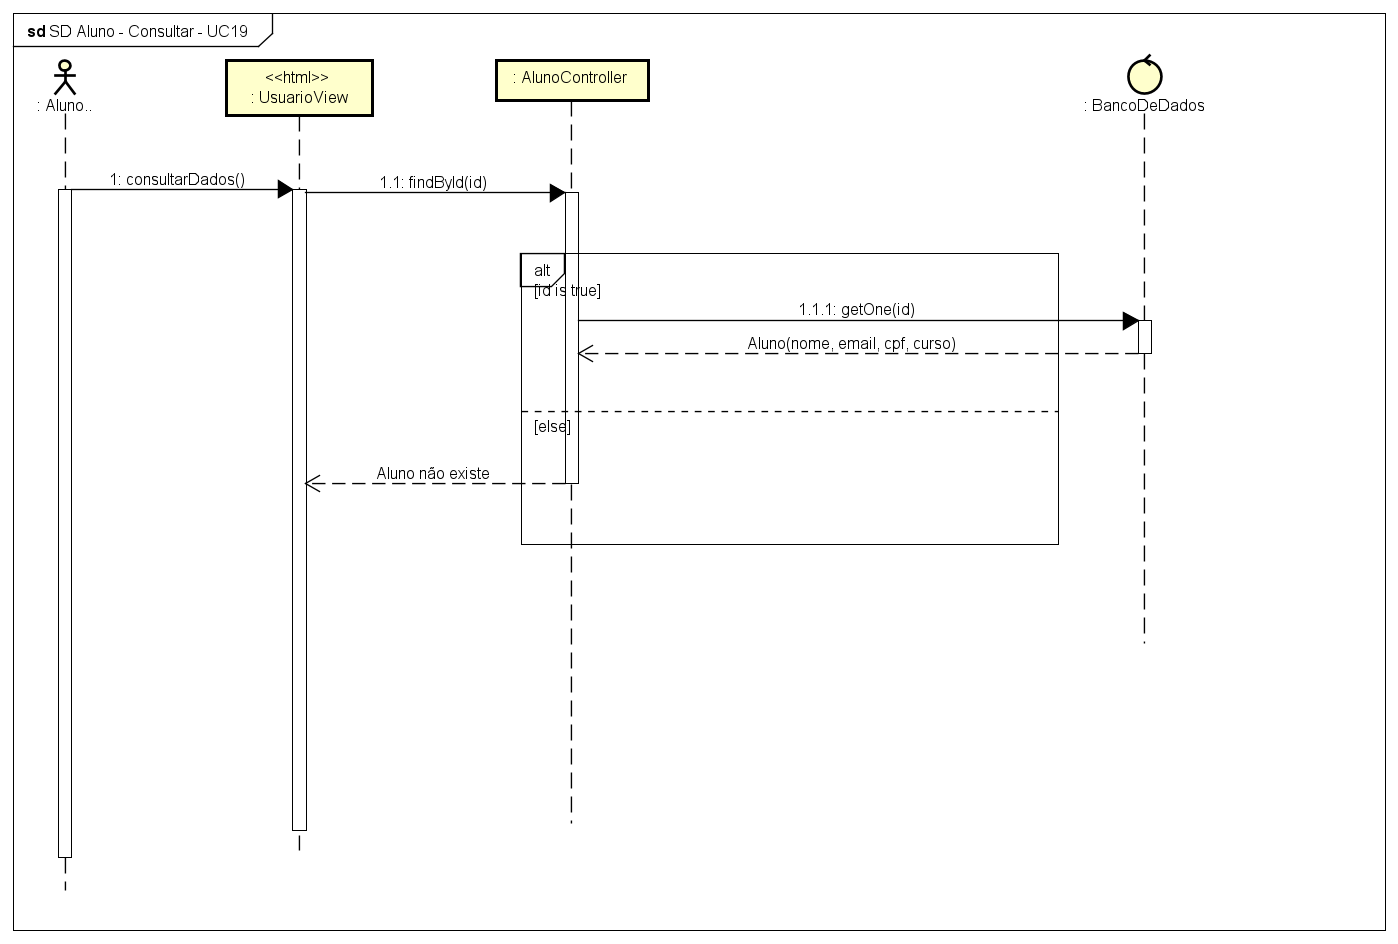 sd SD Aluno - Consultar - UC19
: Aluno..
<<html>>
: UsuarioView
: AlunoController
: BancoDeDados
1: consultarDados()
1.1: findById(id)
alt
[id is true]
1.1.1: getOne(id)
Aluno(nome, email, cpf, curso)
[else]
Aluno não existe